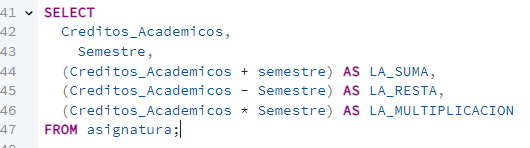 41 SELECT
42 Creditos_Academicos,
43 Semestre,
44 (Creditos_Academicos + semestre) AS LA_SUMA,
45 (Creditos_Academicos - Semestre) AS LA_RESTA,
46 (Creditos_Academicos * Semestre) AS LA_MULTIPLICACION
47 FROM asignatura;